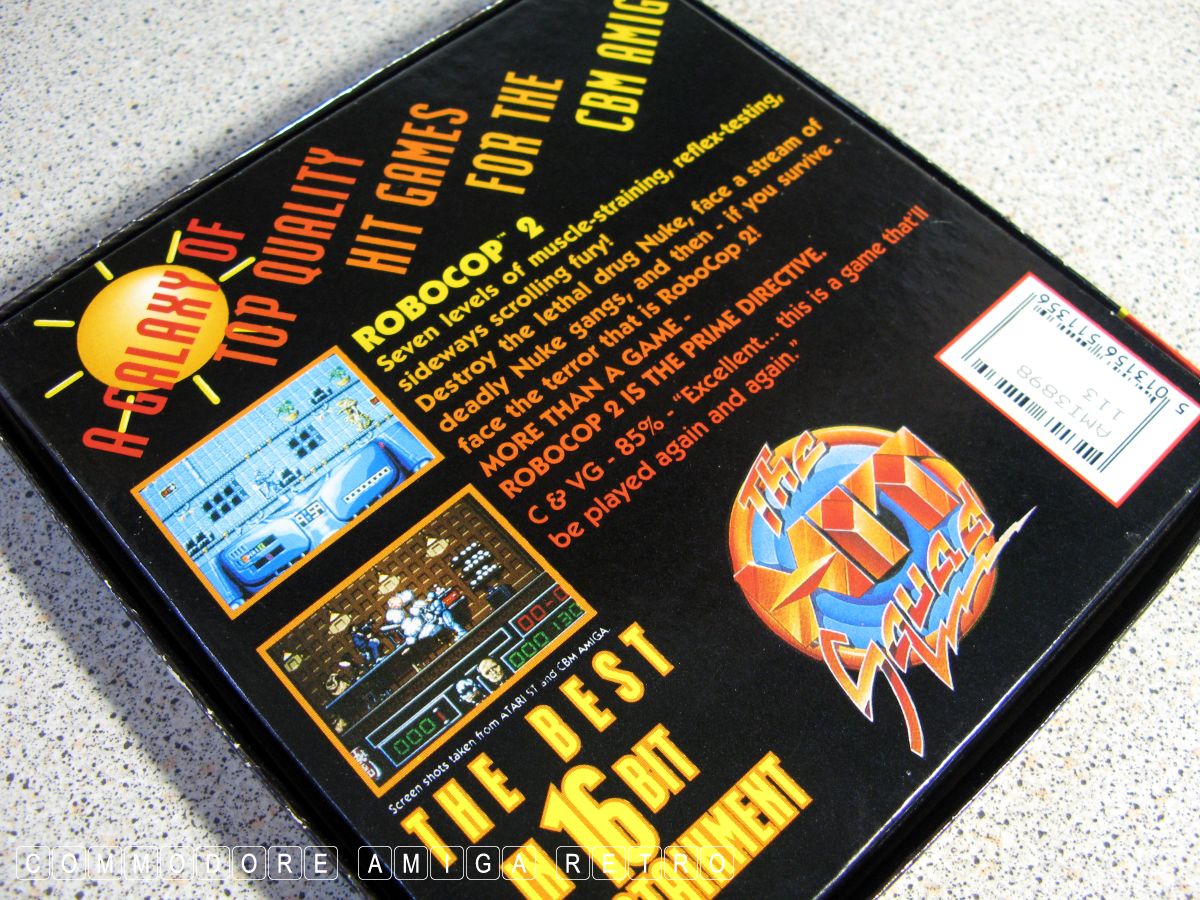 A GALAXY OF
TOP QUALITY
HIT GAMES
FOR THE
CBM AMIG
ROBOCOP™ 2
Seven levels of muscle-straining, reflex-testing,
sideways scrolling fury!
Destroy the lethal drug Nuke, face a stream of
deadly Nuke gangs, and then - if you survive -
face the terror that is RoboCop 2!
MORE THAN A GAME -
ROBOCOP 2 IS THE PRIME DIRECTIVE.
C & VG - 85% - "Excellent... this is a game that'll
be played again and again."
Screen shots taken from ATARI ST and CBM AMIGA.
THE BEST
16 BIT
THE
HIT
SQUAD
AMI3898
113
5 013156 511356
COMMODORE AMIGA RETRO